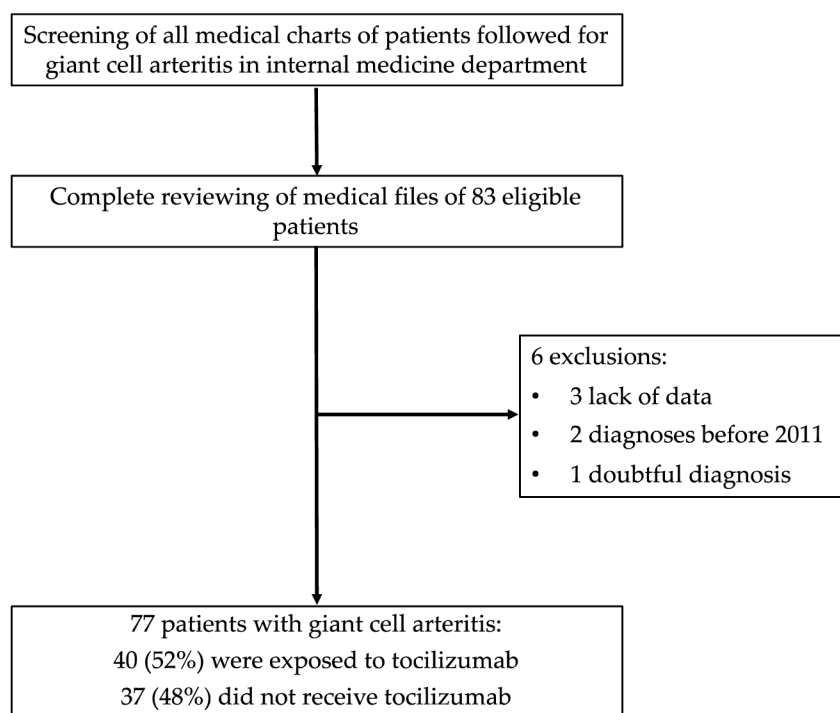 Screening of all medical charts of patients followed for
giant cell arteritis in internal medicine department
Complete reviewing of medical files of 83 eligible
patients
6 exclusions:
• 3 lack of data
• 2 diagnoses before 2011
• 1 doubtful diagnosis
77 patients with giant cell arteritis:
40 (52%) were exposed to tocilizumab
37 (48%) did not receive tocilizumab